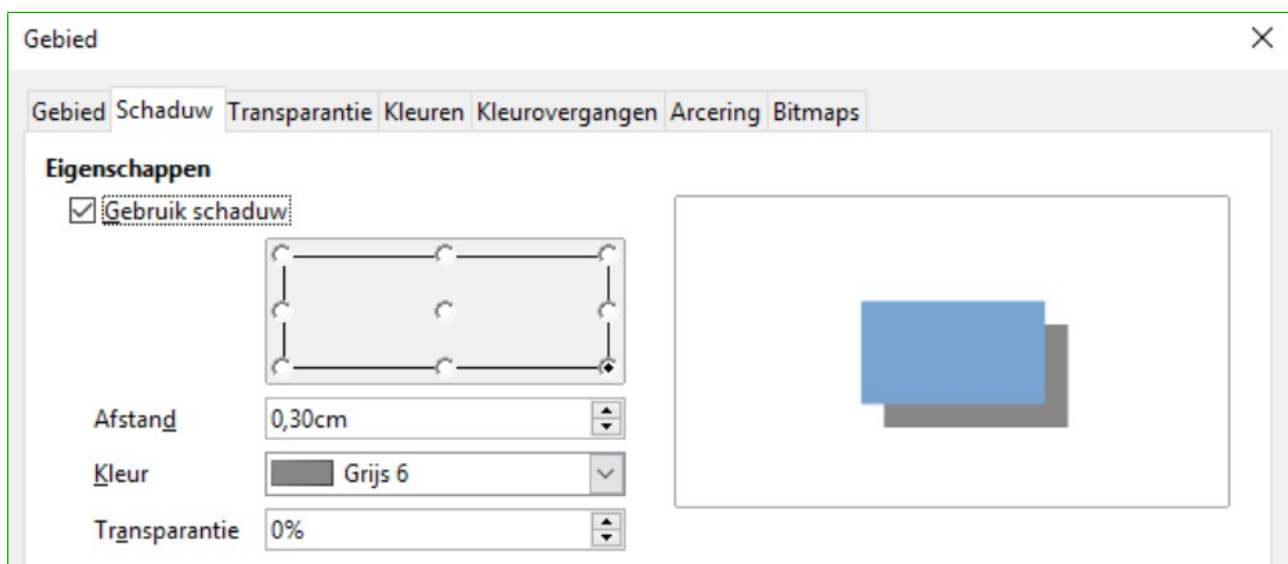 Gebied
Gebied Schaduw Transparantie Kleuren Kleurovergangen Arcering Bitmaps
Eigenschappen
Gebruik schaduw
Afstand 0,30cm
Kleur Grijs 6
Transparantie 0%